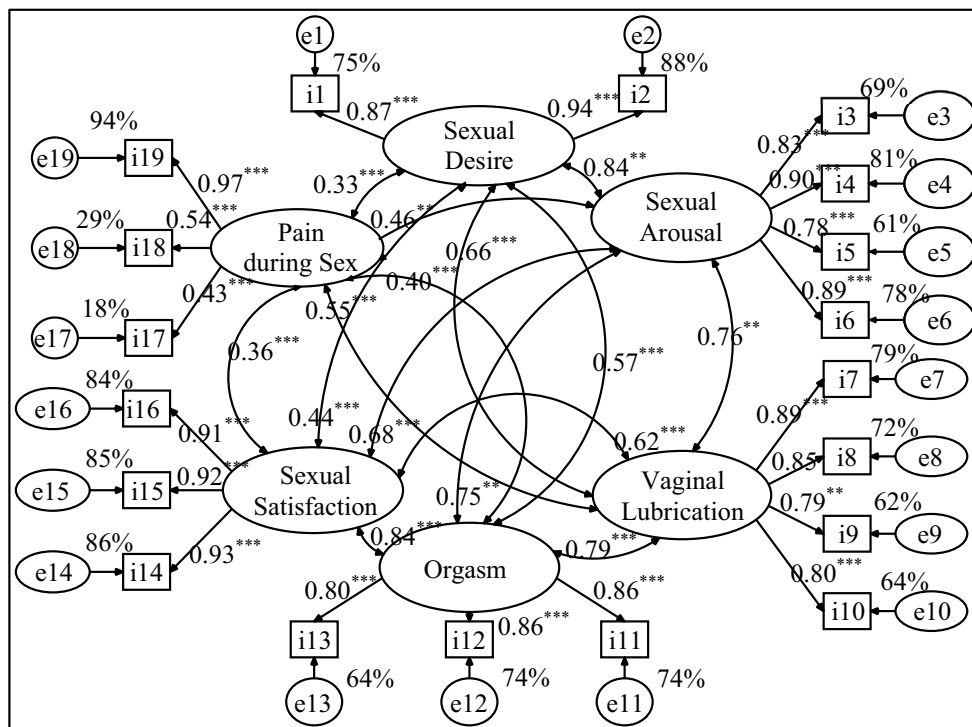 e1
e2
75%
88%
i1
i2
0.87***
0.94***
Sexual
Desire
69%
i3
e3
0.83***
94%
e19
i19
0.97***
0.33***
0.84**
81%
i4
e4
0.90***
29%
e18
i18
0.54***
Pain
during Sex
0.46**
Sexual
Arousal
0.78***
61%
i5
e5
0.66***
0.40***
0.43***
0.55***
0.89***
78%
i6
e6
18%
e17
i17
0.36***
0.57***
0.76**
79%
i7
e7
84%
e16
i16
0.91***
0.44***
0.68***
0.62***
0.89***
72%
i8
e8
0.85**
85%
e15
i15
0.92***
Sexual
Satisfaction
0.75**
Vaginal
Lubrication
0.79**
62%
i9
e9
86%
e14
i14
0.93***
0.84***
Orgasm
0.79***
0.80***
64%
i10
e10
0.80***
0.86***
0.86***
i13
i12
i11
64%
74%
74%
e13
e12
e11